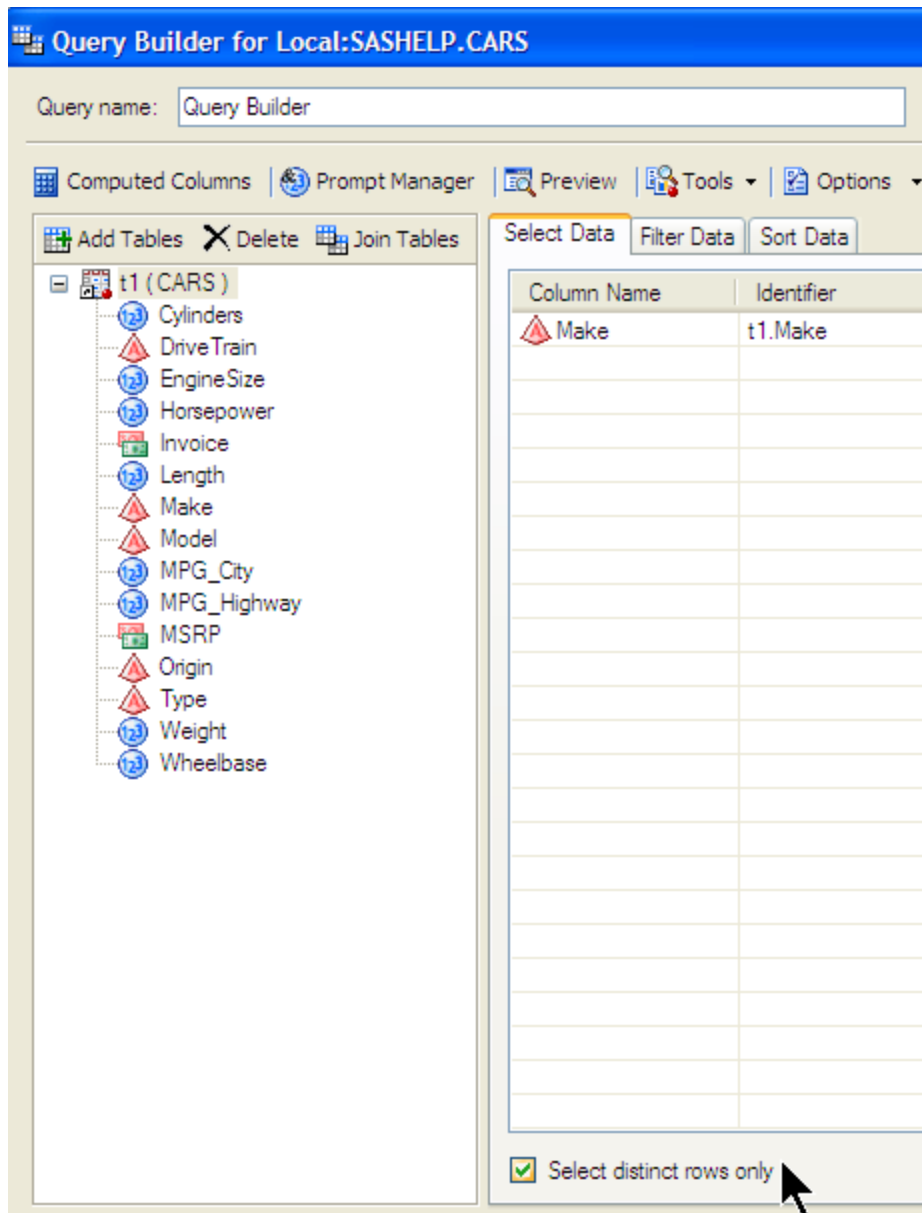 Query Builder for Local:SASHELP.CARS
Query name: Query Builder
Computed Columns Prompt Manager Preview Tools Options
Add Tables Delete Join Tables
Select Data Filter Data Sort Data
t1 ( CARS )
Cylinders
DriveTrain
EngineSize
Horsepower
Invoice
Length
Make
Model
MPG_City
MPG_Highway
MSRP
Origin
Type
Weight
Wheelbase
Column Name Identifier
Make t1.Make
Select distinct rows only